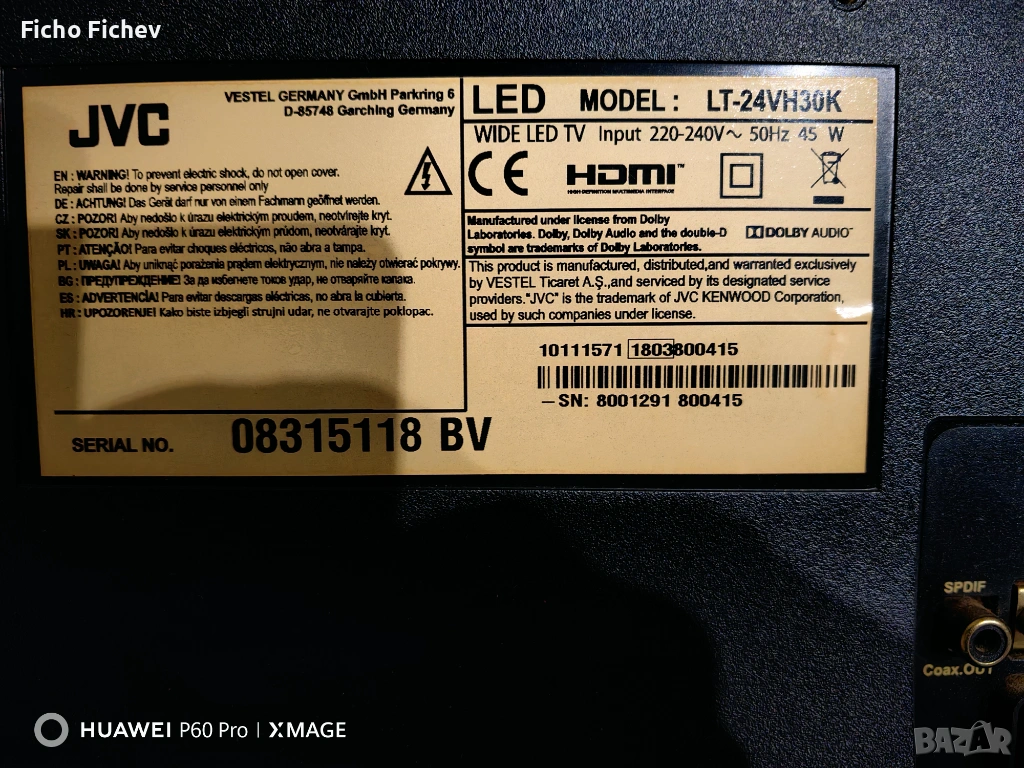 Ficho Fichev
JVC
VESTEL GERMANY GmbH Parkring 6
D-85748 Garching Germany
EN : WARNING! To prevent electric shock, do not open cover.
Repair shall be done by service personnel only
DE : ACHTUNG! Das Gerät darf nur von einem Fachmann geöffnet werden.
CZ : POZOR! Aby nedošlo k úrazu elektrickým proudem, neotvírejte kryt.
SK : POZOR! Aby nedošlo k úrazu elektrickým prúdom, neotvárajte kryt.
PT : ATENÇÃO! Para evitar choques eléctricos, não abra a tampa.
PL : UWAGA! Aby uniknąć porażenia prądem elektrycznym, nie należy otwierać pokrywy.
BG : ПРЕДУПРЕЖДЕНИЕ! За да избегнете токов удар, не отваряйте капака.
ES : ADVERTENCIA! Para evitar descargas eléctricas, no abra la cubierta.
HR : UPOZORENJE! Kako biste izbjegli strujni udar, ne otvarajte poklopac.
SERIAL NO. 08315118 BV
LED MODEL : LT-24VH30K
WIDE LED TV Input 220-240V~ 50Hz 45 W
CE HDMI™
HIGH-DEFINITION MULTIMEDIA INTERFACE
Manufactured under license from Dolby
Laboratories. Dolby, Dolby Audio and the double-D
symbol are trademarks of Dolby Laboratories.
DOLBY AUDIO™
This product is manufactured, distributed,and warranted exclusively
by VESTEL Ticaret A.Ş.,and serviced by its designated service
providers."JVC" is the trademark of JVC KENWOOD Corporation,
used by such companies under license.
10111571 1803800415
–SN: 8001291 800415
SPDIF
Coax.OUT
HUAWEI P60 Pro | XMAGE
BAZAR